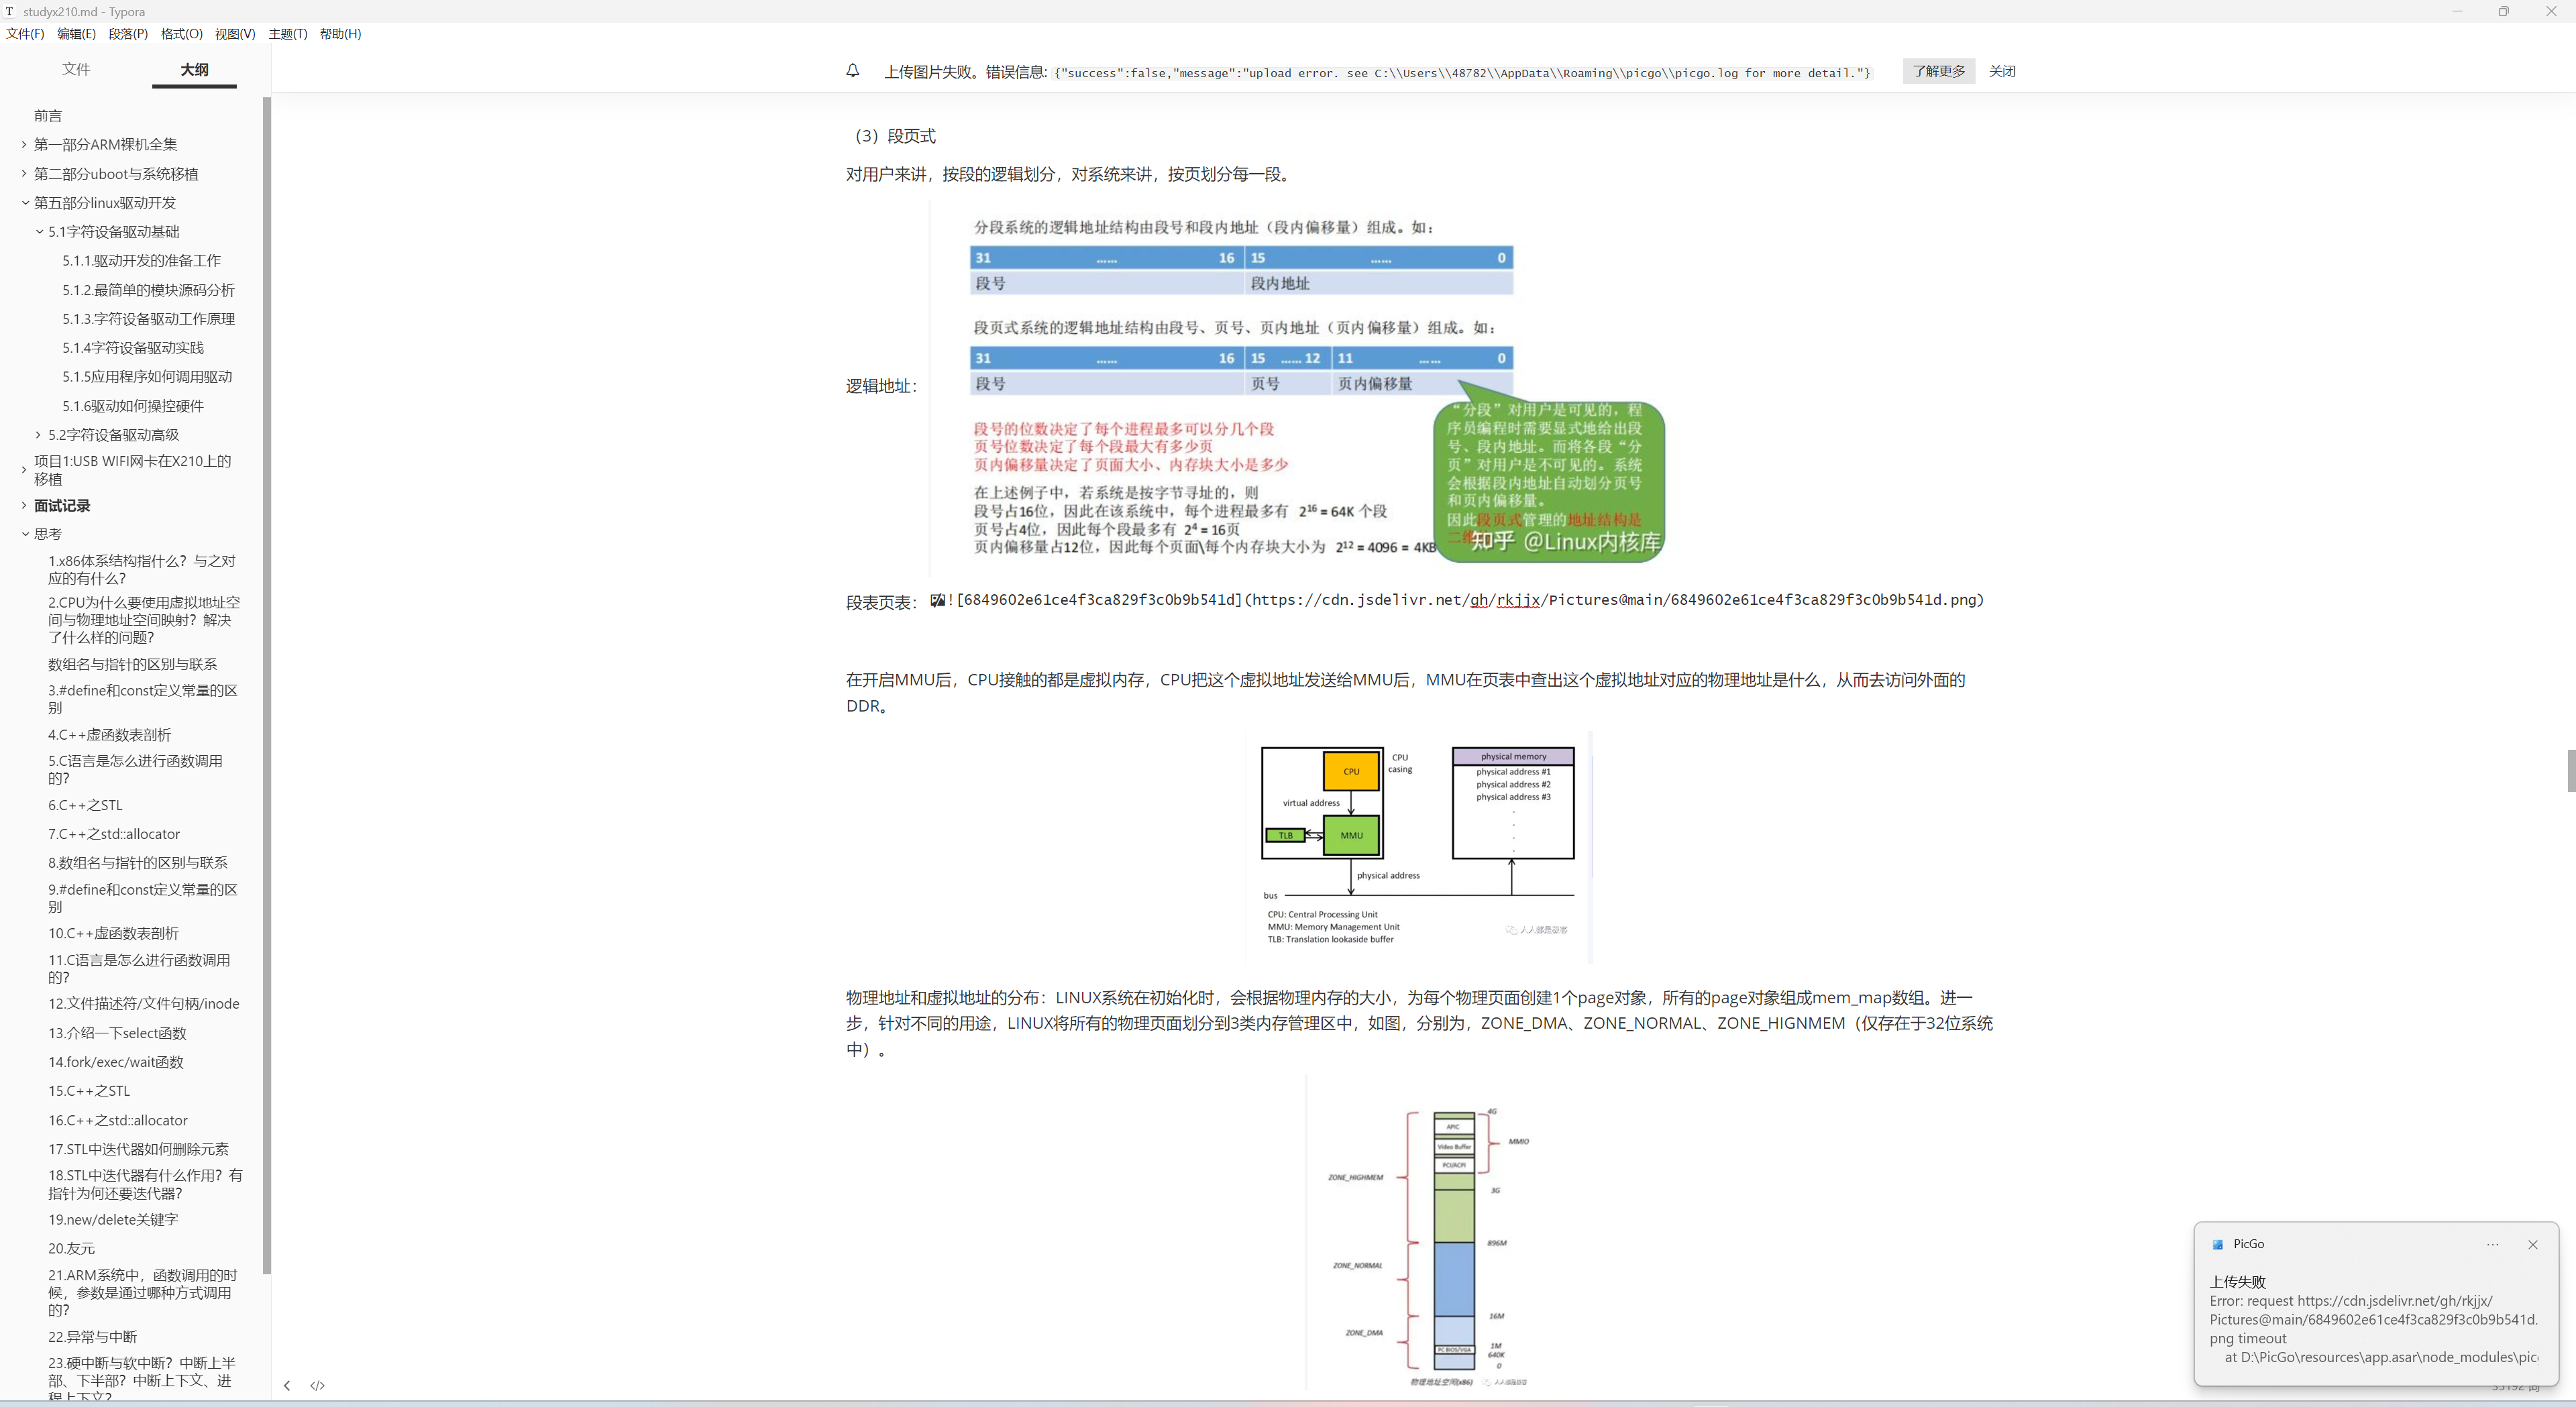 studyx210.md - Typora
文件(F) 编辑(E) 段落(P) 格式(O) 视图(V) 主题(T) 帮助(H)
文件 大纲
前言
第一部分ARM裸机全集
第二部分uboot与系统移植
第五部分linux驱动开发
5.1字符设备驱动基础
5.1.1.驱动开发的准备工作
5.1.2.最简单的模块源码分析
5.1.3.字符设备驱动工作原理
5.1.4字符设备驱动实践
5.1.5应用程序如何调用驱动
5.1.6驱动如何操控硬件
5.2字符设备驱动高级
项目1:USB WIFI网卡在X210上的
移植
面试记录
思考
1.x86体系结构指什么？与之对
应的有什么？
2.CPU为什么要使用虚拟地址空
间与物理地址空间映射？解决
了什么样的问题？
数组名与指针的区别与联系
3.#define和const定义常量的区
别
4.C++虚函数表剖析
5.C语言是怎么进行函数调用
的？
6.C++之STL
7.C++之std::allocator
8.数组名与指针的区别与联系
9.#define和const定义常量的区
别
10.C++虚函数表剖析
11.C语言是怎么进行函数调用
的？
12.文件描述符/文件句柄/inode
13.介绍一下select函数
14.fork/exec/wait函数
15.C++之STL
16.C++之std::allocator
17.STL中迭代器如何删除元素
18.STL中迭代器有什么作用？有
指针为何还要迭代器？
19.new/delete关键字
20.友元
21.ARM系统中，函数调用的时
候，参数是通过哪种方式调用
的？
22.异常与中断
23.硬中断与软中断？中断上半
部、下半部？中断上下文、进
程上下文？
上传图片失败。错误信息: {"success":false,"message":"upload error. see C:\\Users\\48782\\AppData\\Roaming\\picgo\\picgo.log for more detail."} 了解更多 关闭
（3）段页式
对用户来讲，按段的逻辑划分，对系统来讲，按页划分每一段。
逻辑地址：
分段系统的逻辑地址结构由段号和段内地址（段内偏移量）组成。如：
31 …… 16 15 …… 0
段号 段内地址
段页式系统的逻辑地址结构由段号、页号、页内地址（页内偏移量）组成。如：
31 …… 16 15 …… 12 11 …… 0
段号 页号 页内偏移量
段号的位数决定了每个进程最多可以分几个段
页号位数决定了每个段最大有多少页
页内偏移量决定了页面大小、内存块大小是多少
在上述例子中，若系统是按字节寻址的，则
段号占16位，因此在该系统中，每个进程最多有 2¹⁶ = 64K 个段
页号占4位，因此每个段最多有 2⁴ = 16页
页内偏移量占12位，因此每个页面\每个内存块大小为 2¹² = 4096 = 4KB
“分段”对用户是可见的，程
序员编程时需要显式地给出段
号、段内地址。而将各段“分
页”对用户是不可见的。系统
会根据段内地址自动划分页号
和页内偏移量。
因此段页式管理的地址结构是
二维
知乎 @Linux内核库
段表页表： ![6849602e61ce4f3ca829f3c0b9b541d](https://cdn.jsdelivr.net/gh/rkjjx/Pictures@main/6849602e61ce4f3ca829f3c0b9b541d.png)
在开启MMU后，CPU接触的都是虚拟内存，CPU把这个虚拟地址发送给MMU后，MMU在页表中查出这个虚拟地址对应的物理地址是什么，从而去访问外面的
DDR。
CPU
CPU
casing
virtual address
TLB
MMU
physical memory
physical address #1
physical address #2
physical address #3
.
.
.
.
physical address
bus
CPU: Central Processing Unit
MMU: Memory Management Unit
TLB: Translation lookaside buffer
人人都是极客
物理地址和虚拟地址的分布：LINUX系统在初始化时，会根据物理内存的大小，为每个物理页面创建1个page对象，所有的page对象组成mem_map数组。进一
步，针对不同的用途，LINUX将所有的物理页面划分到3类内存管理区中，如图，分别为，ZONE_DMA、ZONE_NORMAL、ZONE_HIGNMEM（仅存在于32位系统
中）。
4G
APIC
Video Buffer
MMIO
PCI/ACPI
ZONE_HIGHMEM
3G
896M
ZONE_NORMAL
16M
ZONE_DMA
1M
PC BIOS/VGA
640K
0
物理地址空间(x86)
人人都是极客
PicGo
上传失败
Error: request https://cdn.jsdelivr.net/gh/rkjjx/
Pictures@main/6849602e61ce4f3ca829f3c0b9b541d.
png timeout
at D:\PicGo\resources\app.asar\node_modules\pic